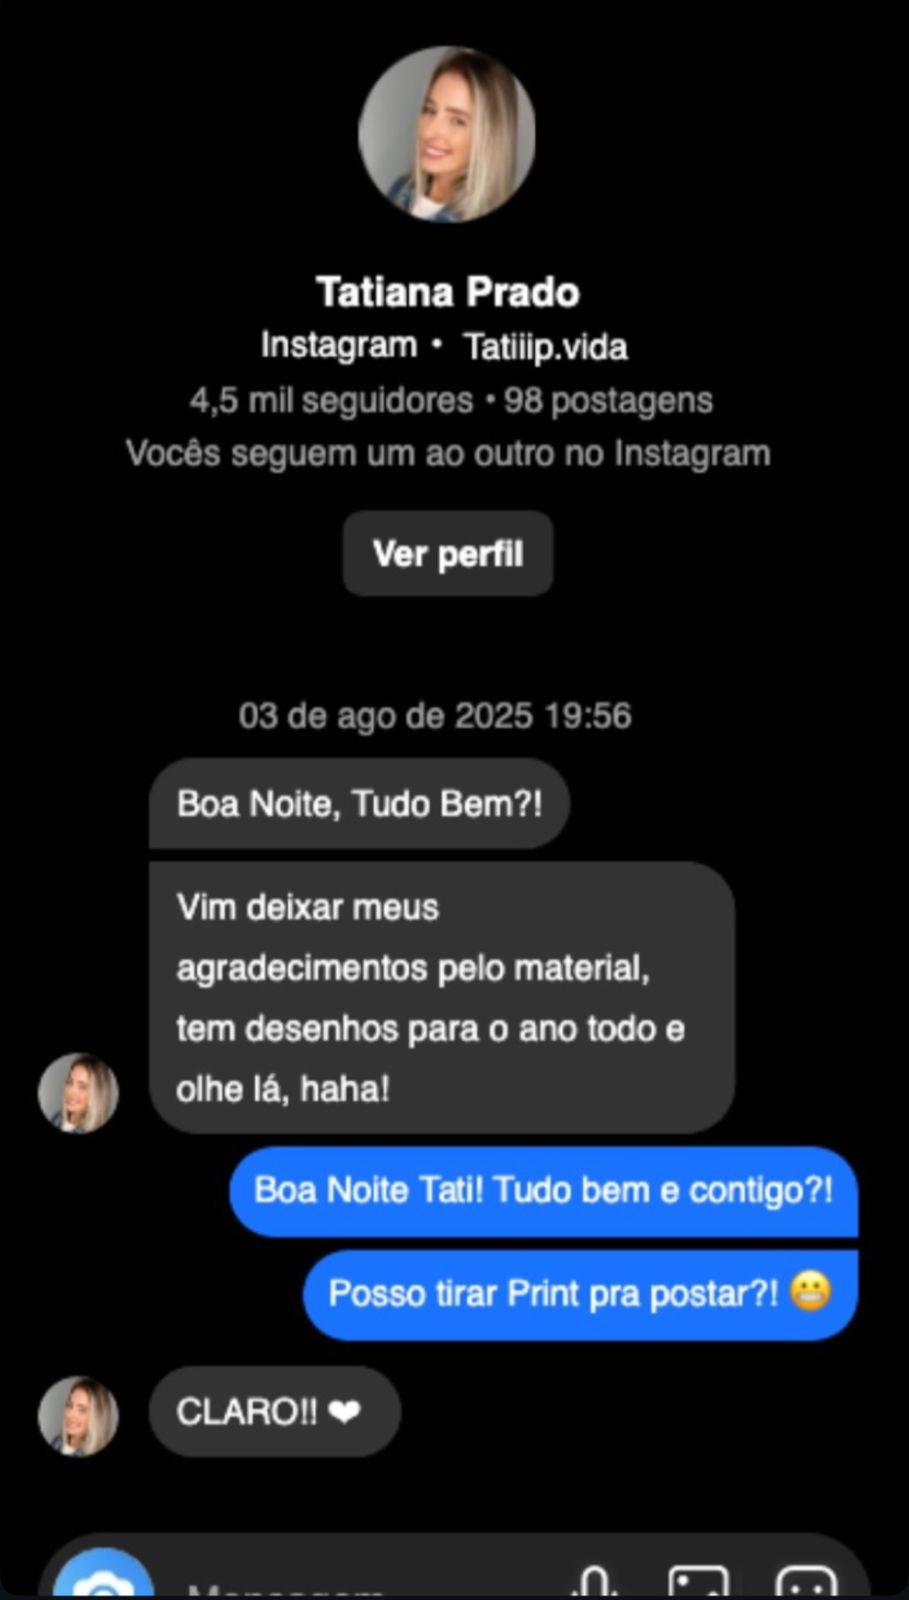 Tatiana Prado
Instagram • Tatiiip.vida
4,5 mil seguidores • 98 postagens
Vocês seguem um ao outro no Instagram
Ver perfil
03 de ago de 2025 19:56
Boa Noite, Tudo Bem?!
Vim deixar meus
agradecimentos pelo material,
tem desenhos para o ano todo e
olhe lá, haha!
Boa Noite Tati! Tudo bem e contigo?!
Posso tirar Print pra postar?! 😬
CLARO!! ❤